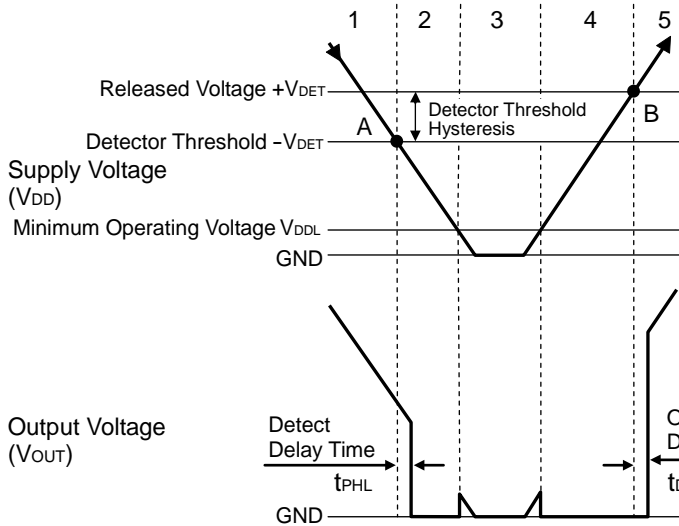 1 2 3 4 5
Released Voltage +VDET
Detector Threshold
Hysteresis
A
B
Detector Threshold –VDET
Supply Voltage
(VDD)
Minimum Operating Voltage VDDL
GND
Output Voltage
(VOUT)
Detect
Delay Time
tPHL
GND